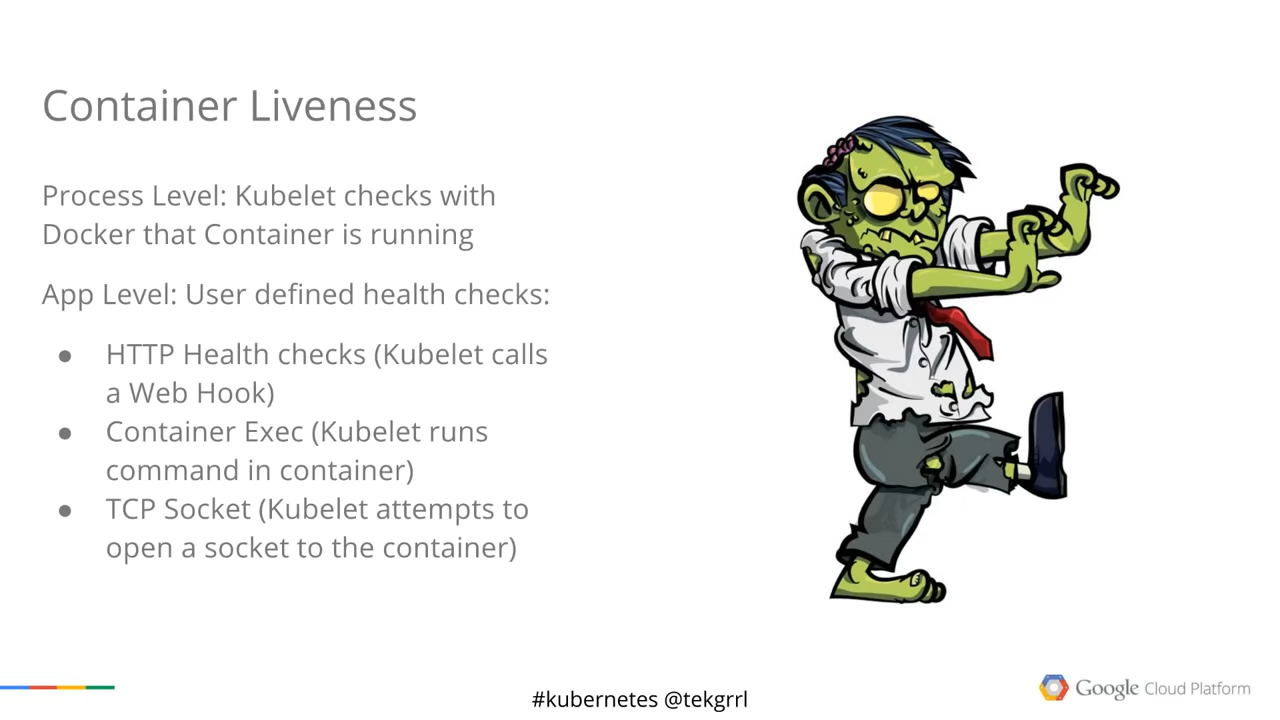 Container Liveness
Process Level: Kubelet checks with
Docker that Container is running
App Level: User defined health checks:
● HTTP Health checks (Kubelet calls
a Web Hook)
● Container Exec (Kubelet runs
command in container)
● TCP Socket (Kubelet attempts to
open a socket to the container)
#kubernetes @tekgrrl
Google Cloud Platform